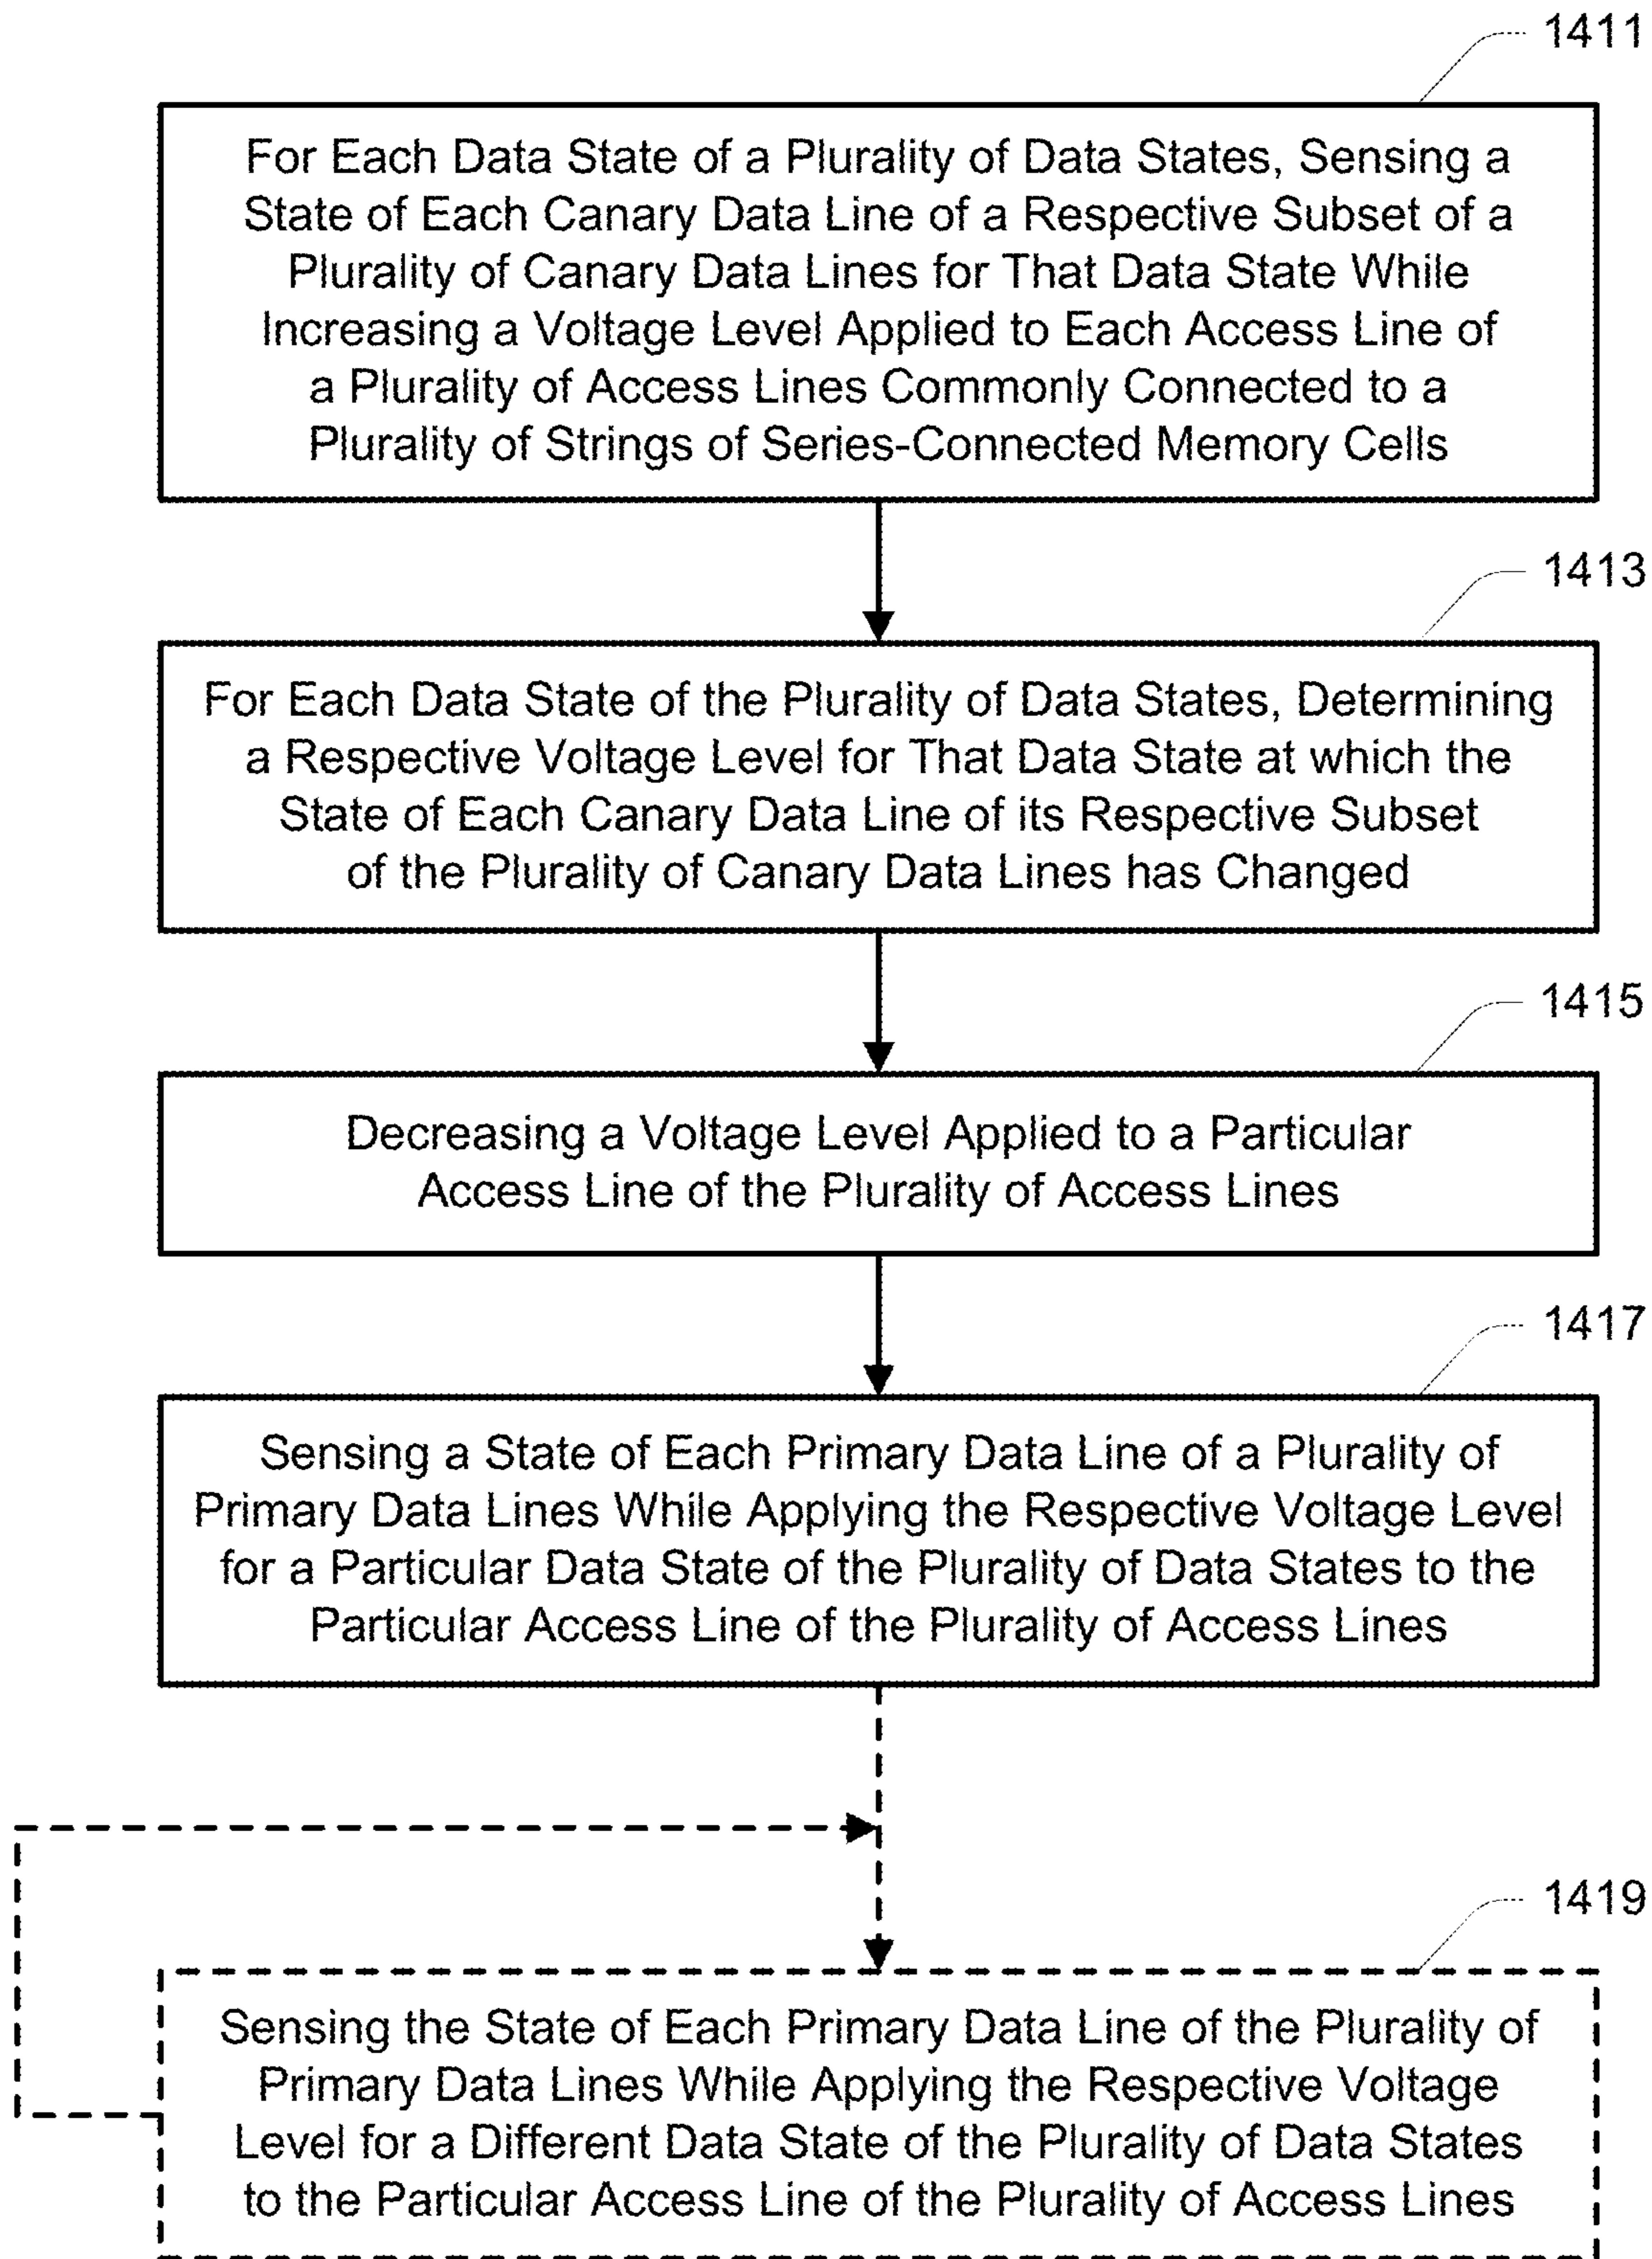 1411
For Each Data State of a Plurality of Data States, Sensing a
State of Each Canary Data Line of a Respective Subset of a
Plurality of Canary Data Lines for That Data State While
Increasing a Voltage Level Applied to Each Access Line of
a Plurality of Access Lines Commonly Connected to a
Plurality of Strings of Series-Connected Memory Cells
1413
For Each Data State of the Plurality of Data States, Determining
a Respective Voltage Level for That Data State at which the
State of Each Canary Data Line of its Respective Subset
of the Plurality of Canary Data Lines has Changed
1415
Decreasing a Voltage Level Applied to a Particular
Access Line of the Plurality of Access Lines
1417
Sensing a State of Each Primary Data Line of a Plurality of
Primary Data Lines While Applying the Respective Voltage Level
for a Particular Data State of the Plurality of Data States to the
Particular Access Line of the Plurality of Access Lines
1419
Sensing the State of Each Primary Data Line of the Plurality of
Primary Data Lines While Applying the Respective Voltage
Level for a Different Data State of the Plurality of Data States
to the Particular Access Line of the Plurality of Access Lines